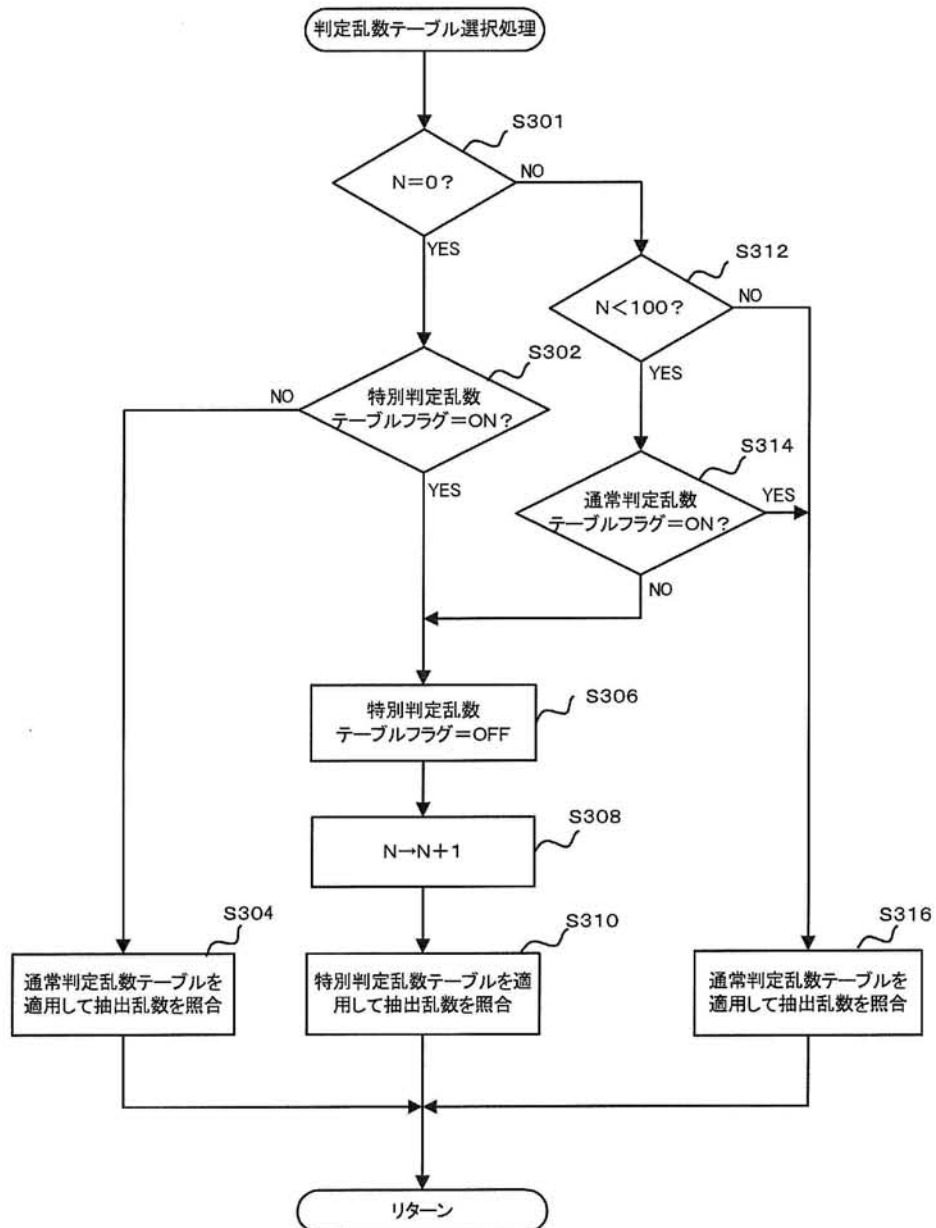 判定乱数テーブル選択処理
S301
N=0?
NO
YES
S312
N<100?
NO
YES
S302
特別判定乱数
テーブルフラグ=ON?
NO
YES
S314
通常判定乱数
テーブルフラグ=ON?
YES
NO
S306
特別判定乱数
テーブルフラグ=OFF
S308
N→N+1
S304
通常判定乱数テーブルを
適用して抽出乱数を照合
S310
特別判定乱数テーブルを適
用して抽出乱数を照合
S316
通常判定乱数テーブルを
適用して抽出乱数を照合
リターン